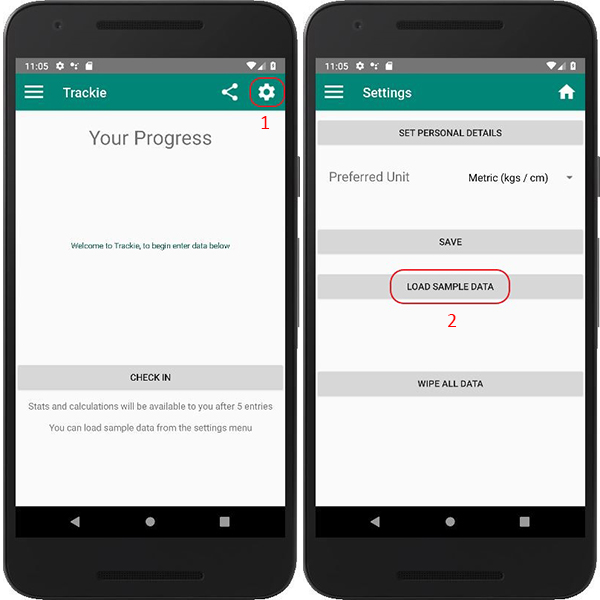 11:05
Trackie
1
Your Progress
Welcome to Trackie, to begin enter data below
CHECK IN
Stats and calculations will be available to you after 5 entries
You can load sample data from the settings menu
11:05
Settings
SET PERSONAL DETAILS
Preferred Unit Metric (kgs / cm)
SAVE
LOAD SAMPLE DATA
2
WIPE ALL DATA